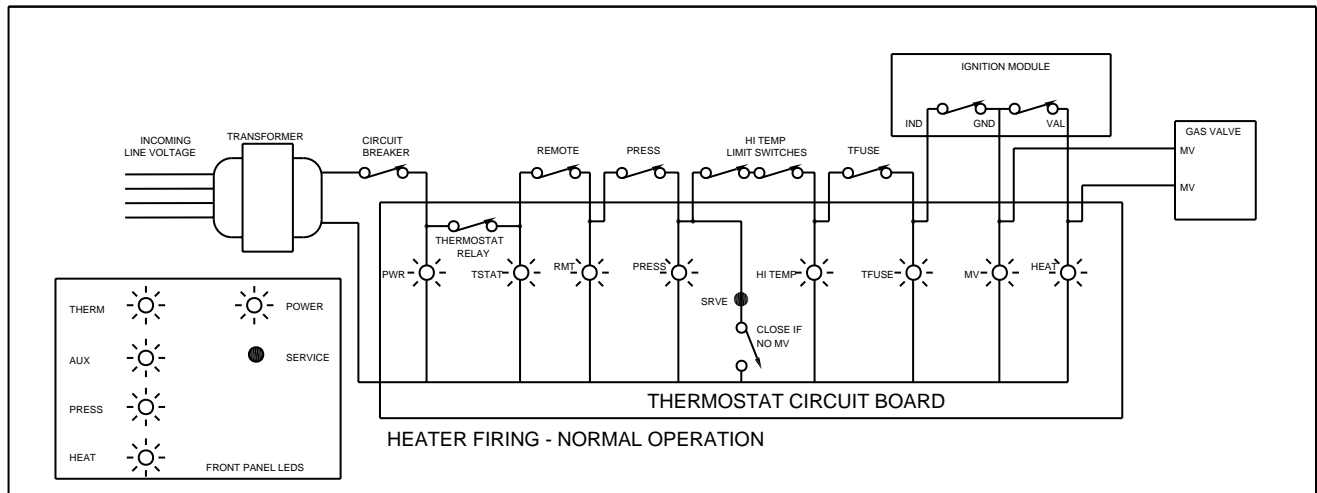 IGNITION MODULE
IND
GND
VAL
GAS VALVE
MV
MV
INCOMING
LINE VOLTAGE
TRANSFORMER
CIRCUIT
BREAKER
REMOTE
PRESS
HI TEMP
LIMIT SWITCHES
TFUSE
THERMOSTAT
RELAY
PWR
TSTAT
RMT
PRESS
HI TEMP
TFUSE
MV
HEAT
SRVE
CLOSE IF
NO MV
THERMOSTAT CIRCUIT BOARD
HEATER FIRING - NORMAL OPERATION
THERM
POWER
AUX
SERVICE
PRESS
HEAT
FRONT PANEL LEDS